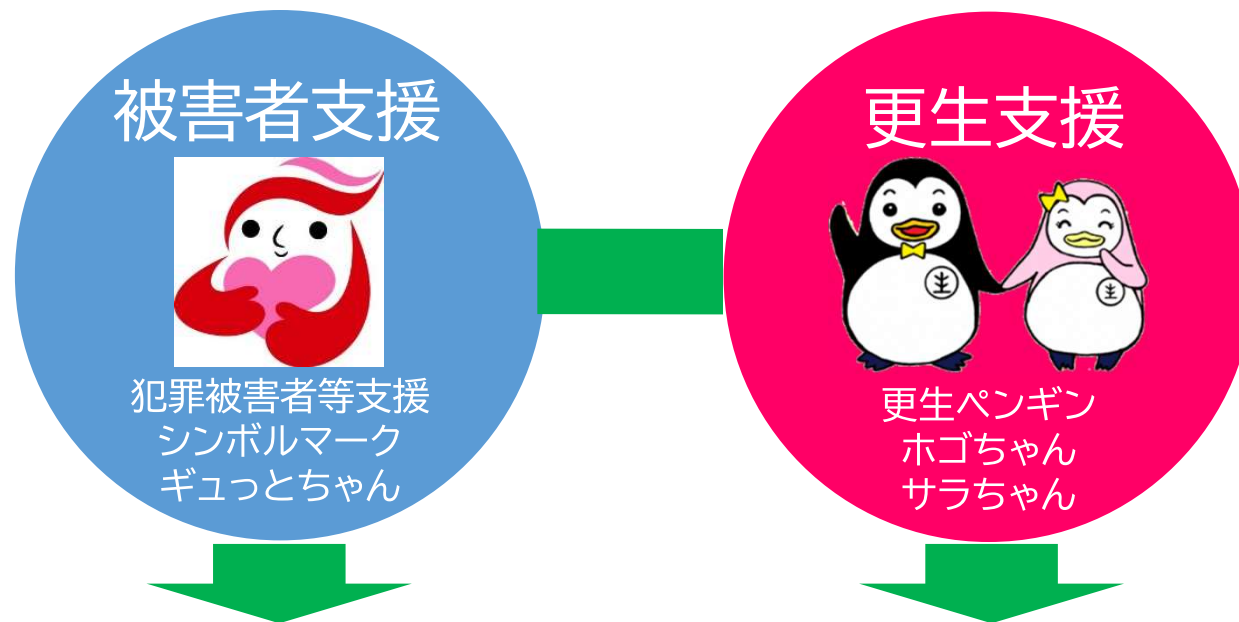 被害者支援
犯罪被害者等支援
シンボルマーク
ギュっとちゃん
更生支援
更生ペンギン
ホゴちゃん
サラちゃん